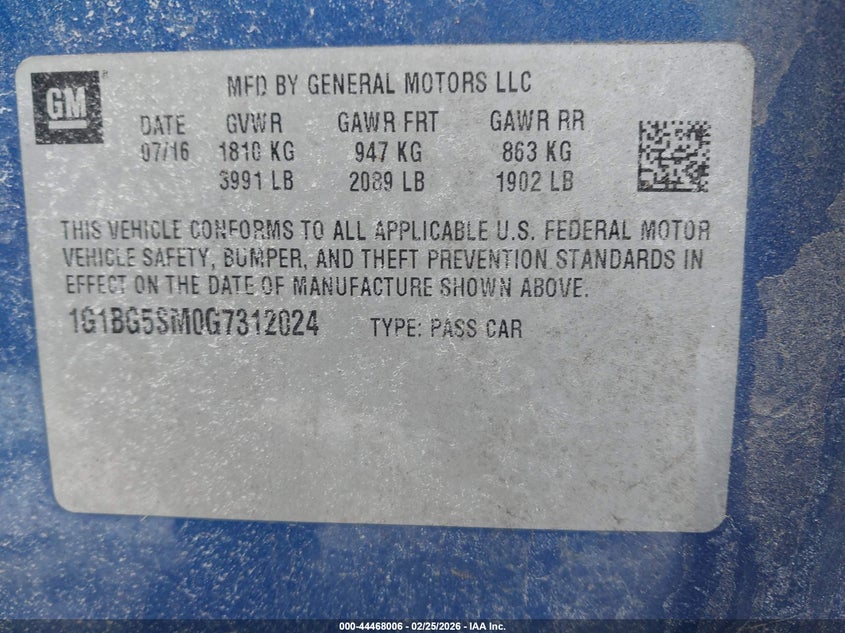 GM
MFD BY GENERAL MOTORS LLC
DATE GVWR GAWR FRT GAWR RR
07/16 1810 KG 947 KG 863 KG
3991 LB 2089 LB 1902 LB
THIS VEHICLE CONFORMS TO ALL APPLICABLE U.S. FEDERAL MOTOR
VEHICLE SAFETY, BUMPER, AND THEFT PREVENTION STANDARDS IN
EFFECT ON THE DATE OF MANUFACTURE SHOWN ABOVE.
1G1BG5SM0G7312024 TYPE: PASS CAR
000-44468006 - 02/25/2026 - IAA Inc.